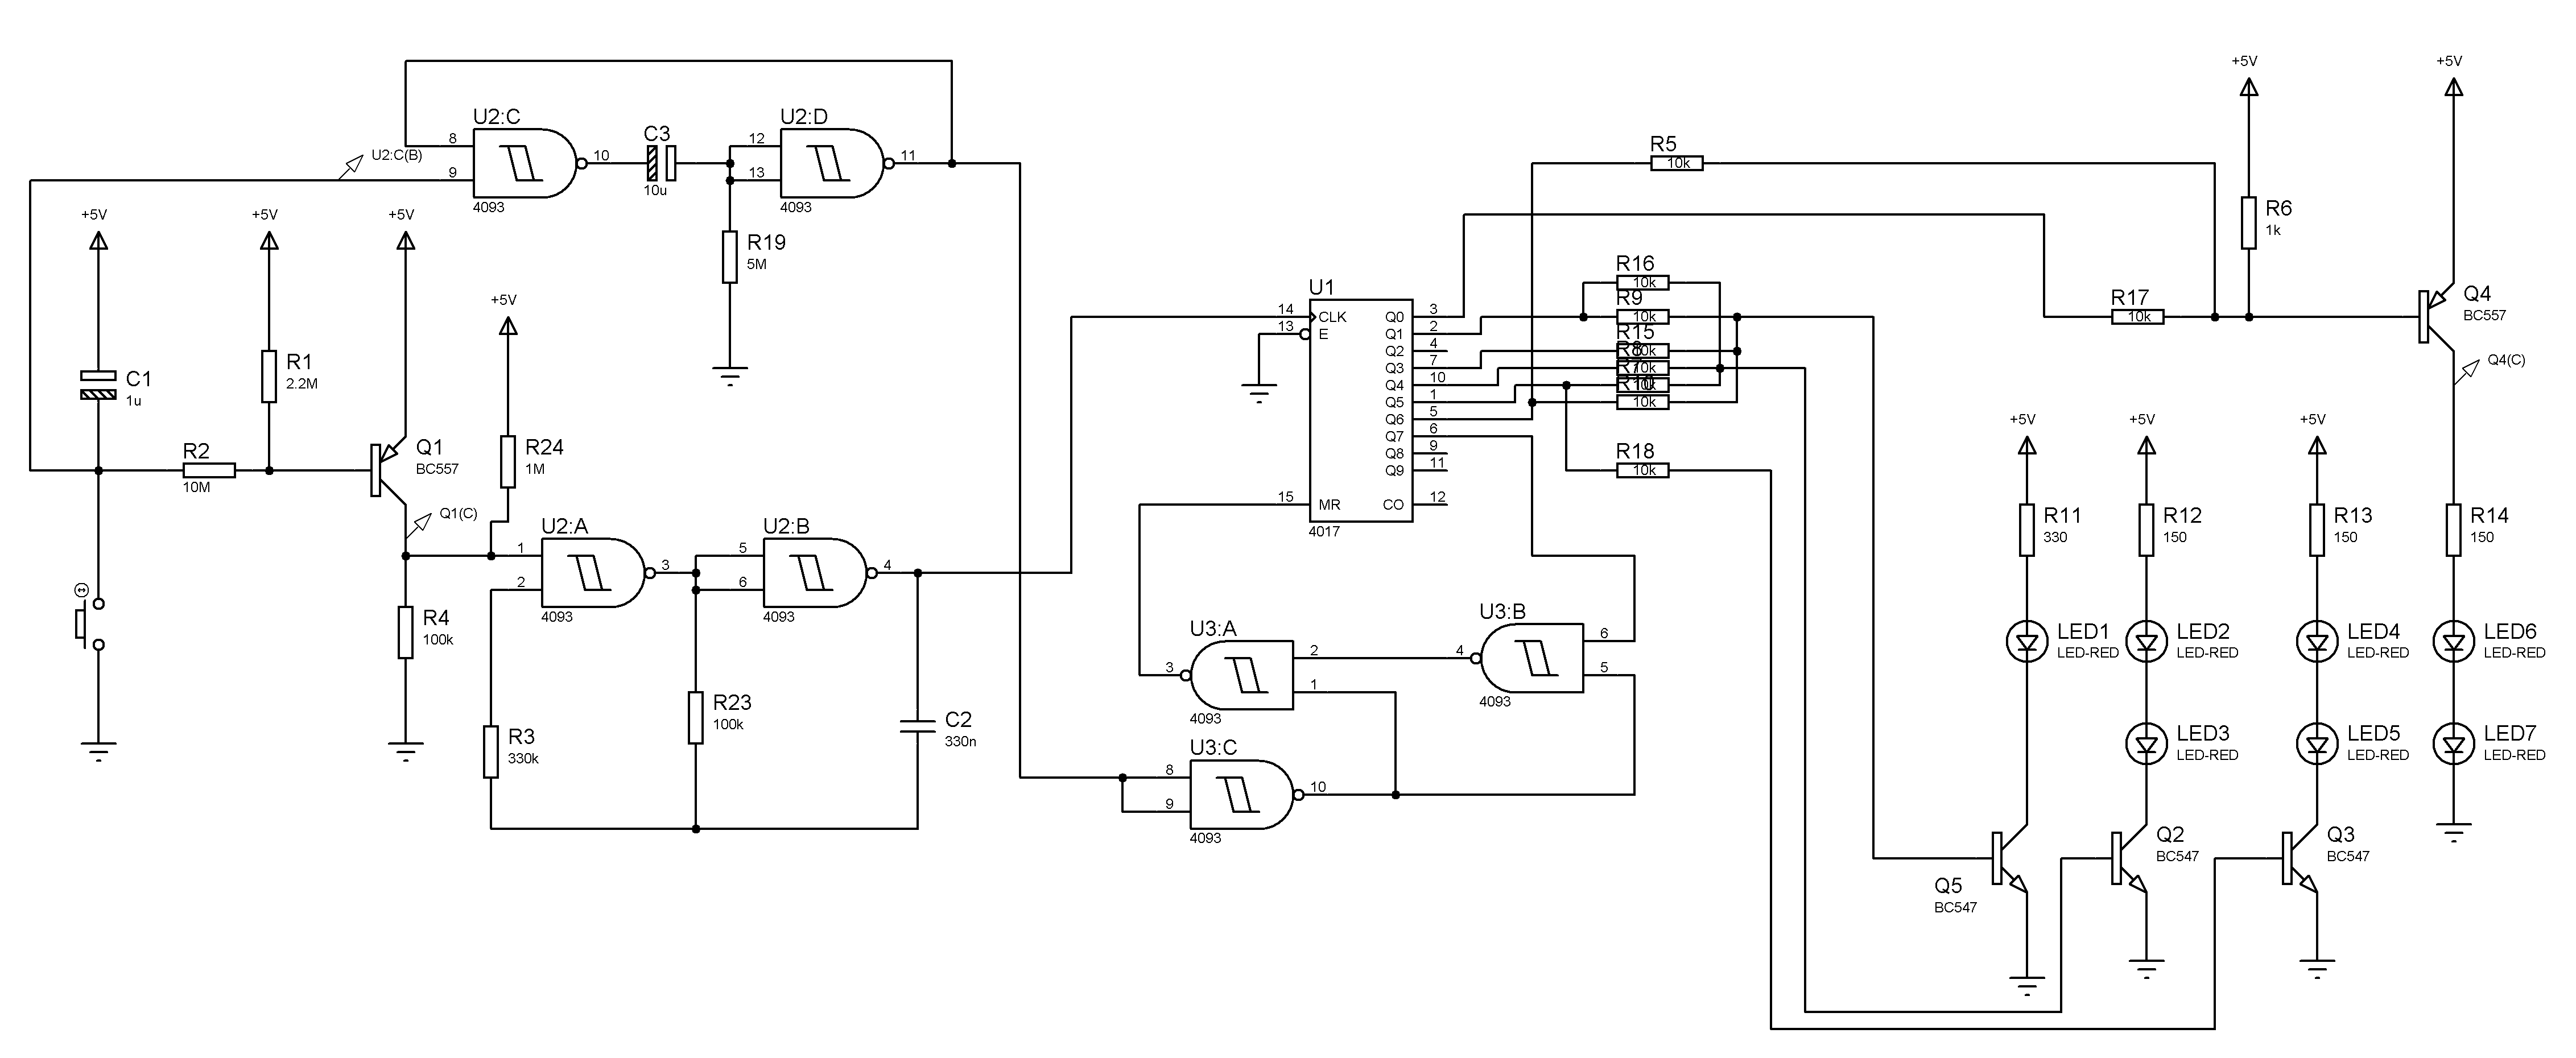 U2:C
8
9
10
4093
U2:C(B)
C3
10u
U2:D
12
13
11
4093
R19
5M
+5V
+5V
+5V
+5V
C1
1u
R1
2.2M
R2
10M
Q1
BC557
Q1(C)
R24
1M
R4
100k
U2:A
1
2
3
4093
U2:B
5
6
4
4093
R3
330k
R23
100k
C2
330n
U1
14
CLK
13
E
15
MR
4017
Q0
3
Q1
2
Q2
4
Q3
7
Q4
10
Q5
1
Q6
5
Q7
6
Q8
9
Q9
11
CO
12
R5
10k
R16
10k
R9
10k
R15
10k
10k
10k
10k
R18
10k
U3:A
2
1
3
4093
U3:B
6
5
4
4093
U3:C
8
9
10
4093
+5V
+5V
R6
1k
R17
10k
Q4
BC557
Q4(C)
+5V
+5V
+5V
R11
330
R12
150
R13
150
R14
150
LED1
LED-RED
LED2
LED-RED
LED4
LED-RED
LED6
LED-RED
LED3
LED-RED
LED5
LED-RED
LED7
LED-RED
Q5
BC547
Q2
BC547
Q3
BC547